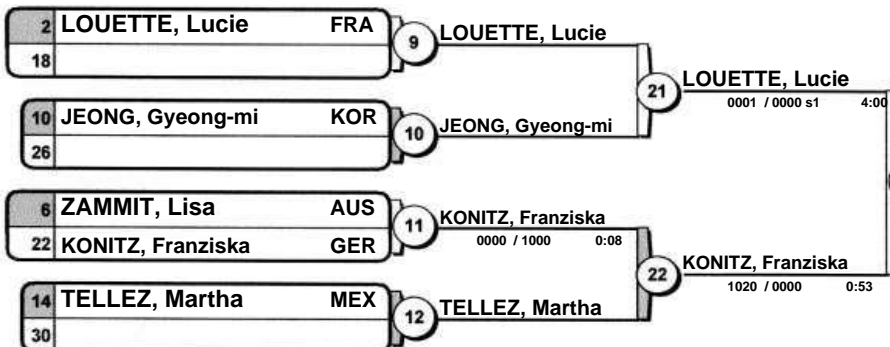 2 LOUETTE, Lucie FRA
18
9
LOUETTE, Lucie
10 JEONG, Gyeong-mi KOR
26
10
JEONG, Gyeong-mi
21
LOUETTE, Lucie
0001 / 0000 s1 4:00
6 ZAMMIT, Lisa AUS
22 KONITZ, Franziska GER
11
KONITZ, Franziska
0000 / 1000 0:08
14 TELLEZ, Martha MEX
30
12
TELLEZ, Martha
22
KONITZ, Franziska
1020 / 0000 0:53